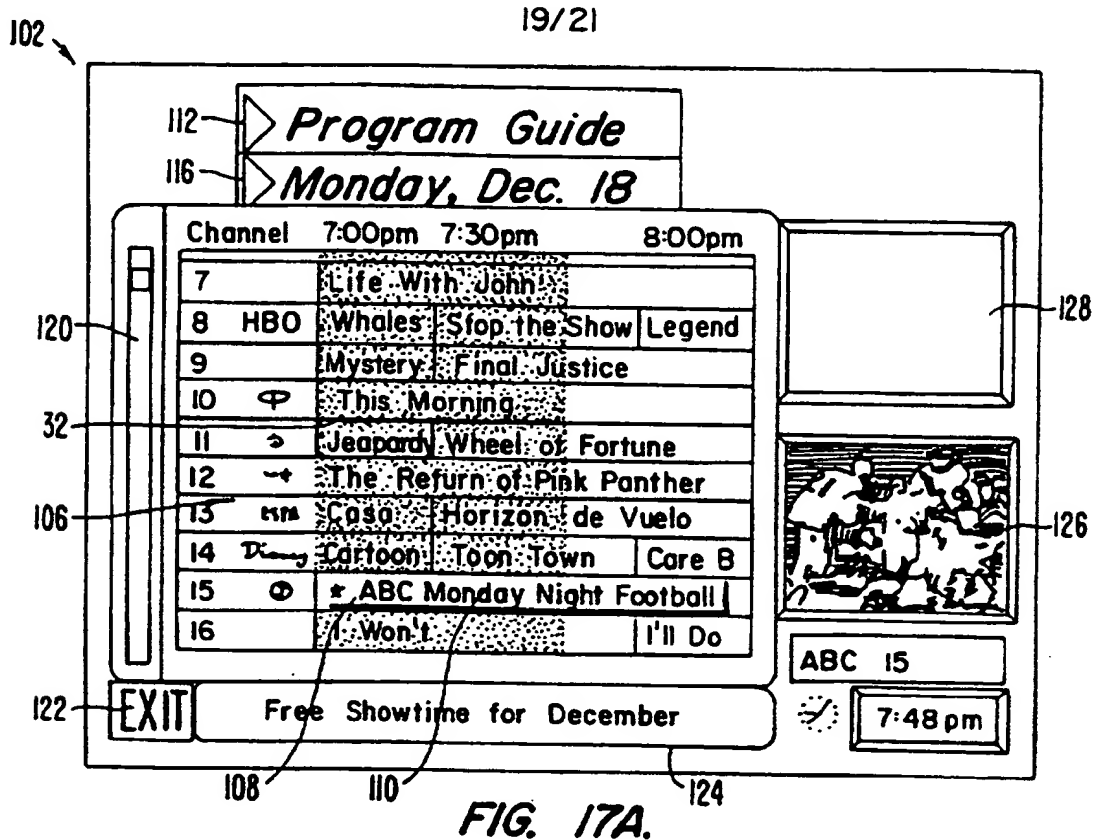 19/21
102
112 Program Guide
116 Monday, Dec. 18
Channel 7:00pm 7:30pm 8:00pm
7 Life With John
8 HBO Whales Stop the Show Legend
9 Mystery Final Justice
10 This Morning
11 Jeopardy Wheel of Fortune
12 The Return of Pink Panther
13 Casa Horizon de Vuelo
14 Disney Cartoon Toon Town Care B
15 * ABC Monday Night Football
16 I Won't I'll Do
120
32
106
128
126
ABC 15
122 EXIT Free Showtime for December
7:48 pm
108 110 124
FIG. 17A.